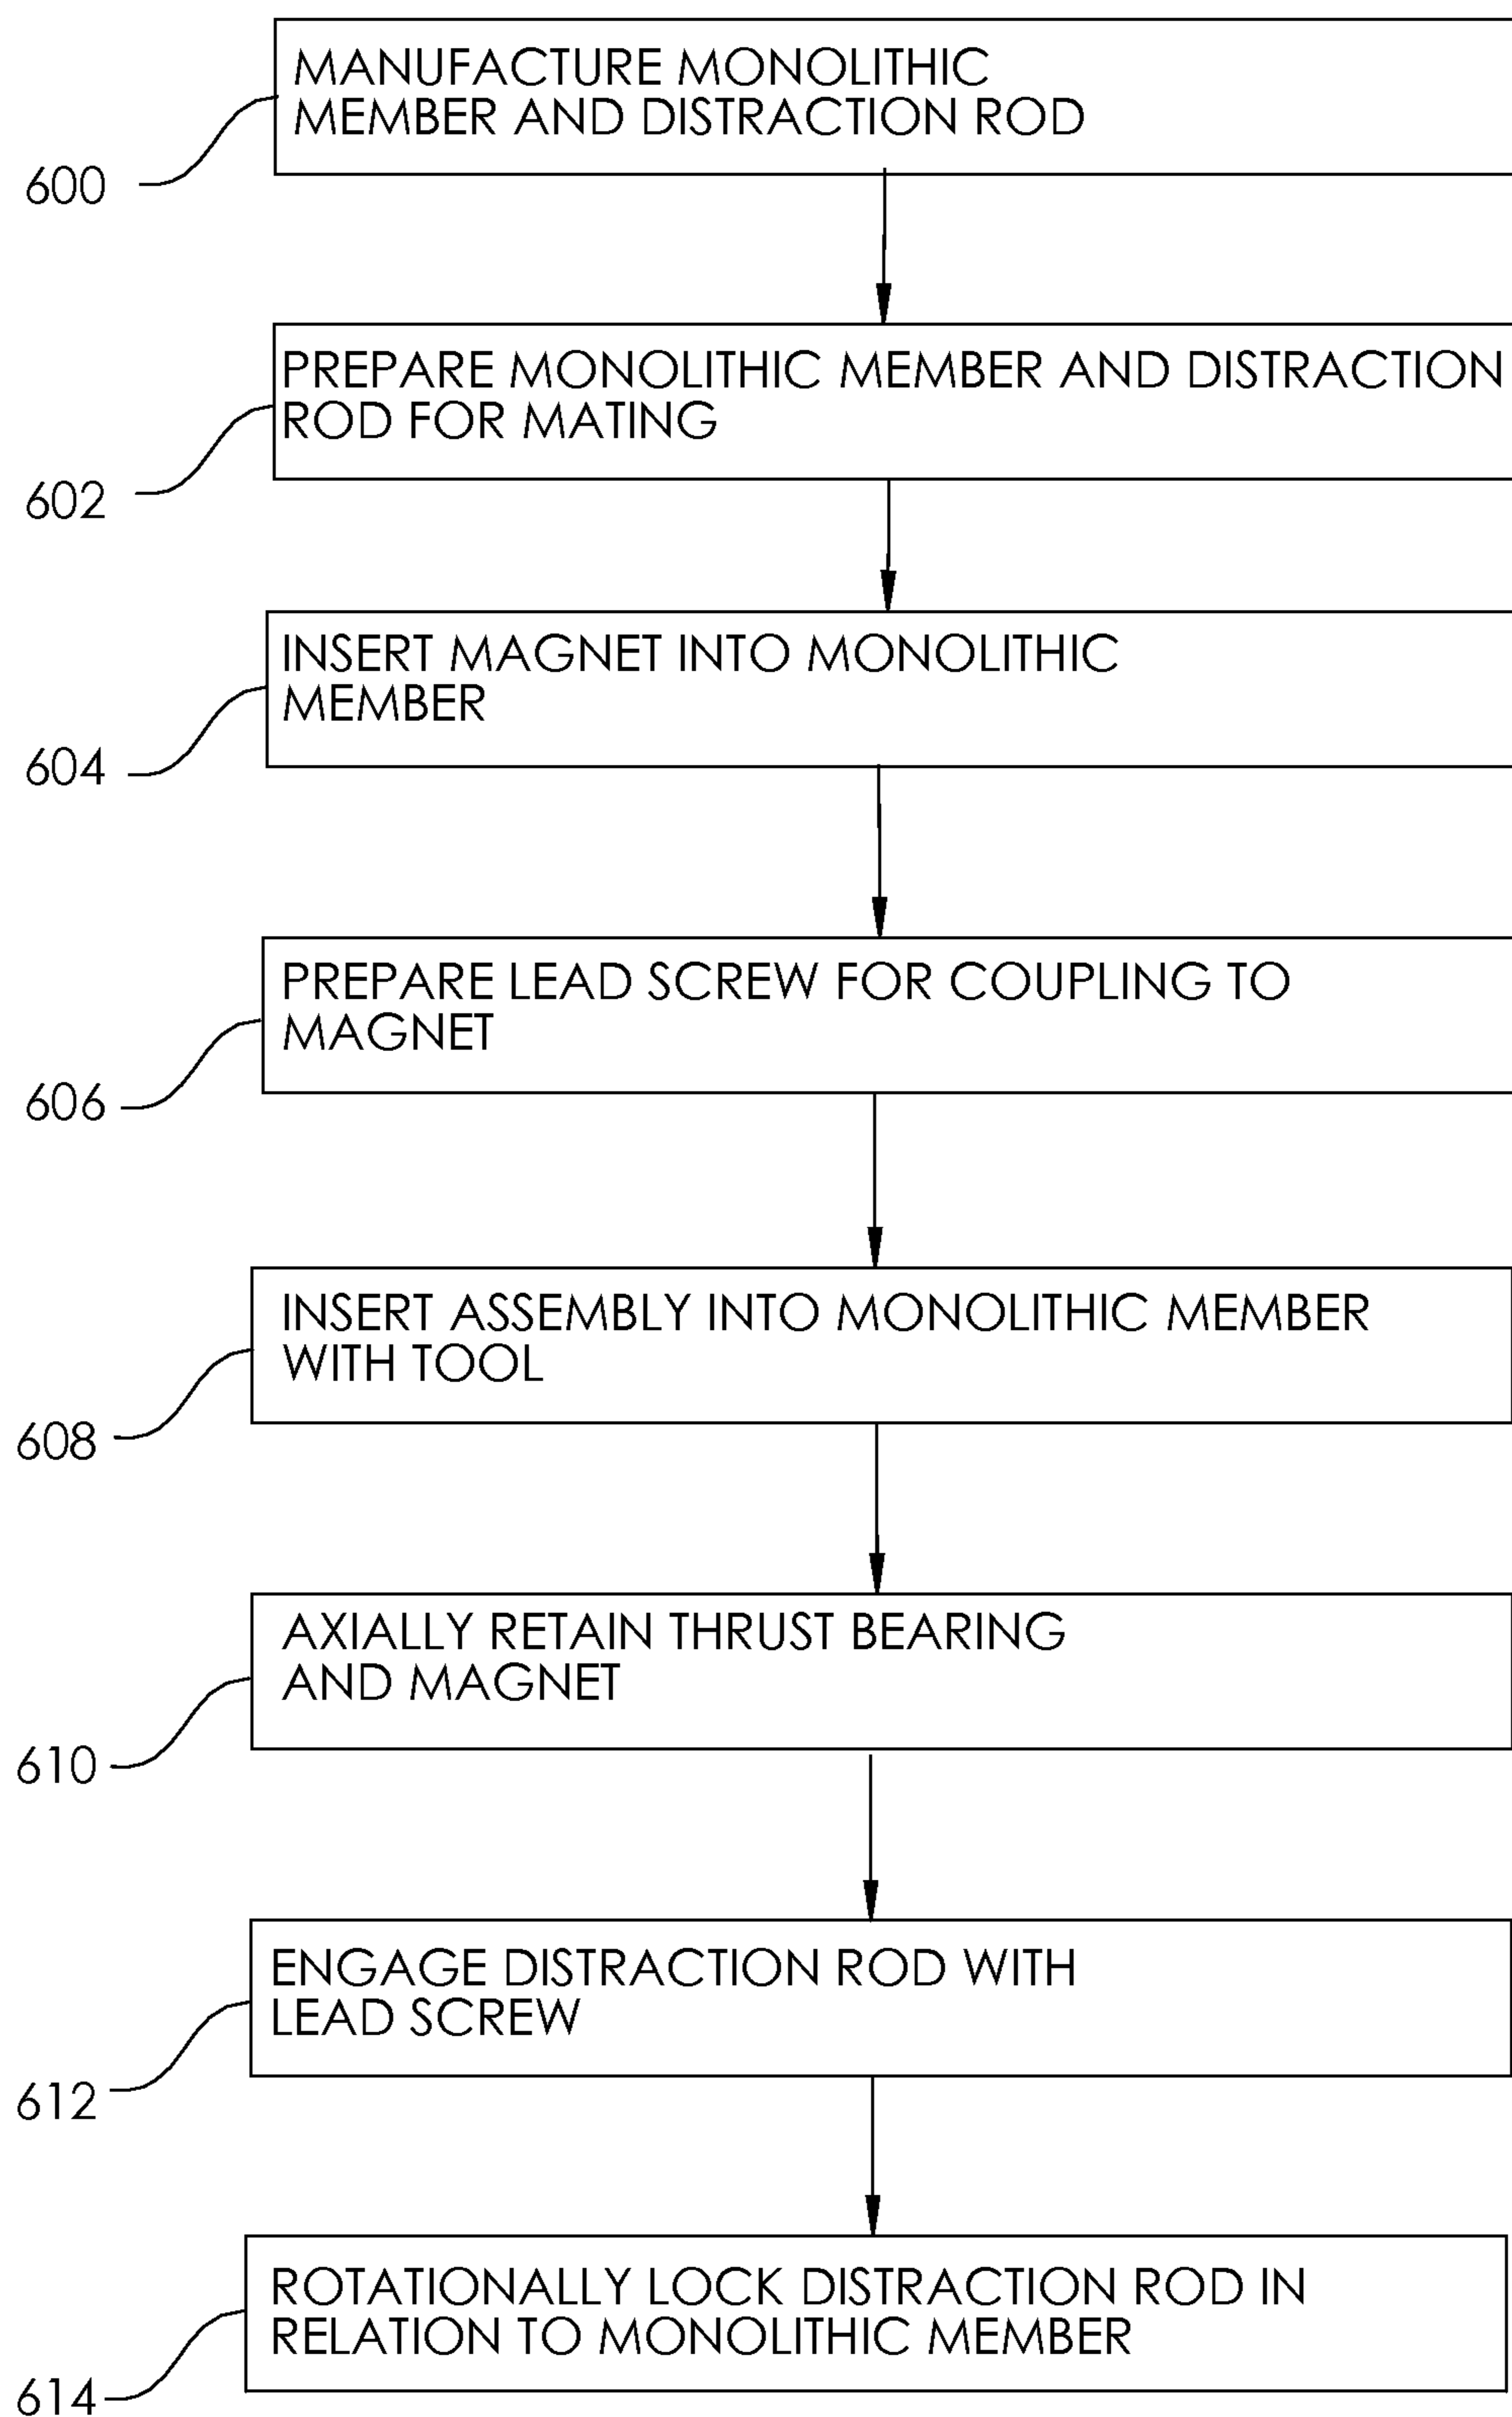 MANUFACTURE MONOLITHIC
MEMBER AND DISTRACTION ROD
600
PREPARE MONOLITHIC MEMBER AND DISTRACTION
ROD FOR MATING
602
INSERT MAGNET INTO MONOLITHIC
MEMBER
604
PREPARE LEAD SCREW FOR COUPLING TO
MAGNET
606
INSERT ASSEMBLY INTO MONOLITHIC MEMBER
WITH TOOL
608
AXIALLY RETAIN THRUST BEARING
AND MAGNET
610
ENGAGE DISTRACTION ROD WITH
LEAD SCREW
612
ROTATIONALLY LOCK DISTRACTION ROD IN
RELATION TO MONOLITHIC MEMBER
614